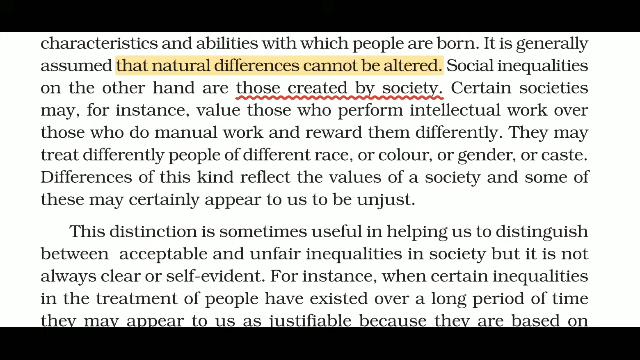 characteristics and abilities with which people are born. It is generally
assumed that natural differences cannot be altered. Social inequalities
on the other hand are those created by society. Certain societies
may, for instance, value those who perform intellectual work over
those who do manual work and reward them differently. They may
treat differently people of different race, or colour, or gender, or caste.
Differences of this kind reflect the values of a society and some of
these may certainly appear to us to be unjust.
This distinction is sometimes useful in helping us to distinguish
between acceptable and unfair inequalities in society but it is not
always clear or self-evident. For instance, when certain inequalities
in the treatment of people have existed over a long period of time
they may appear to us as justifiable because they are based on